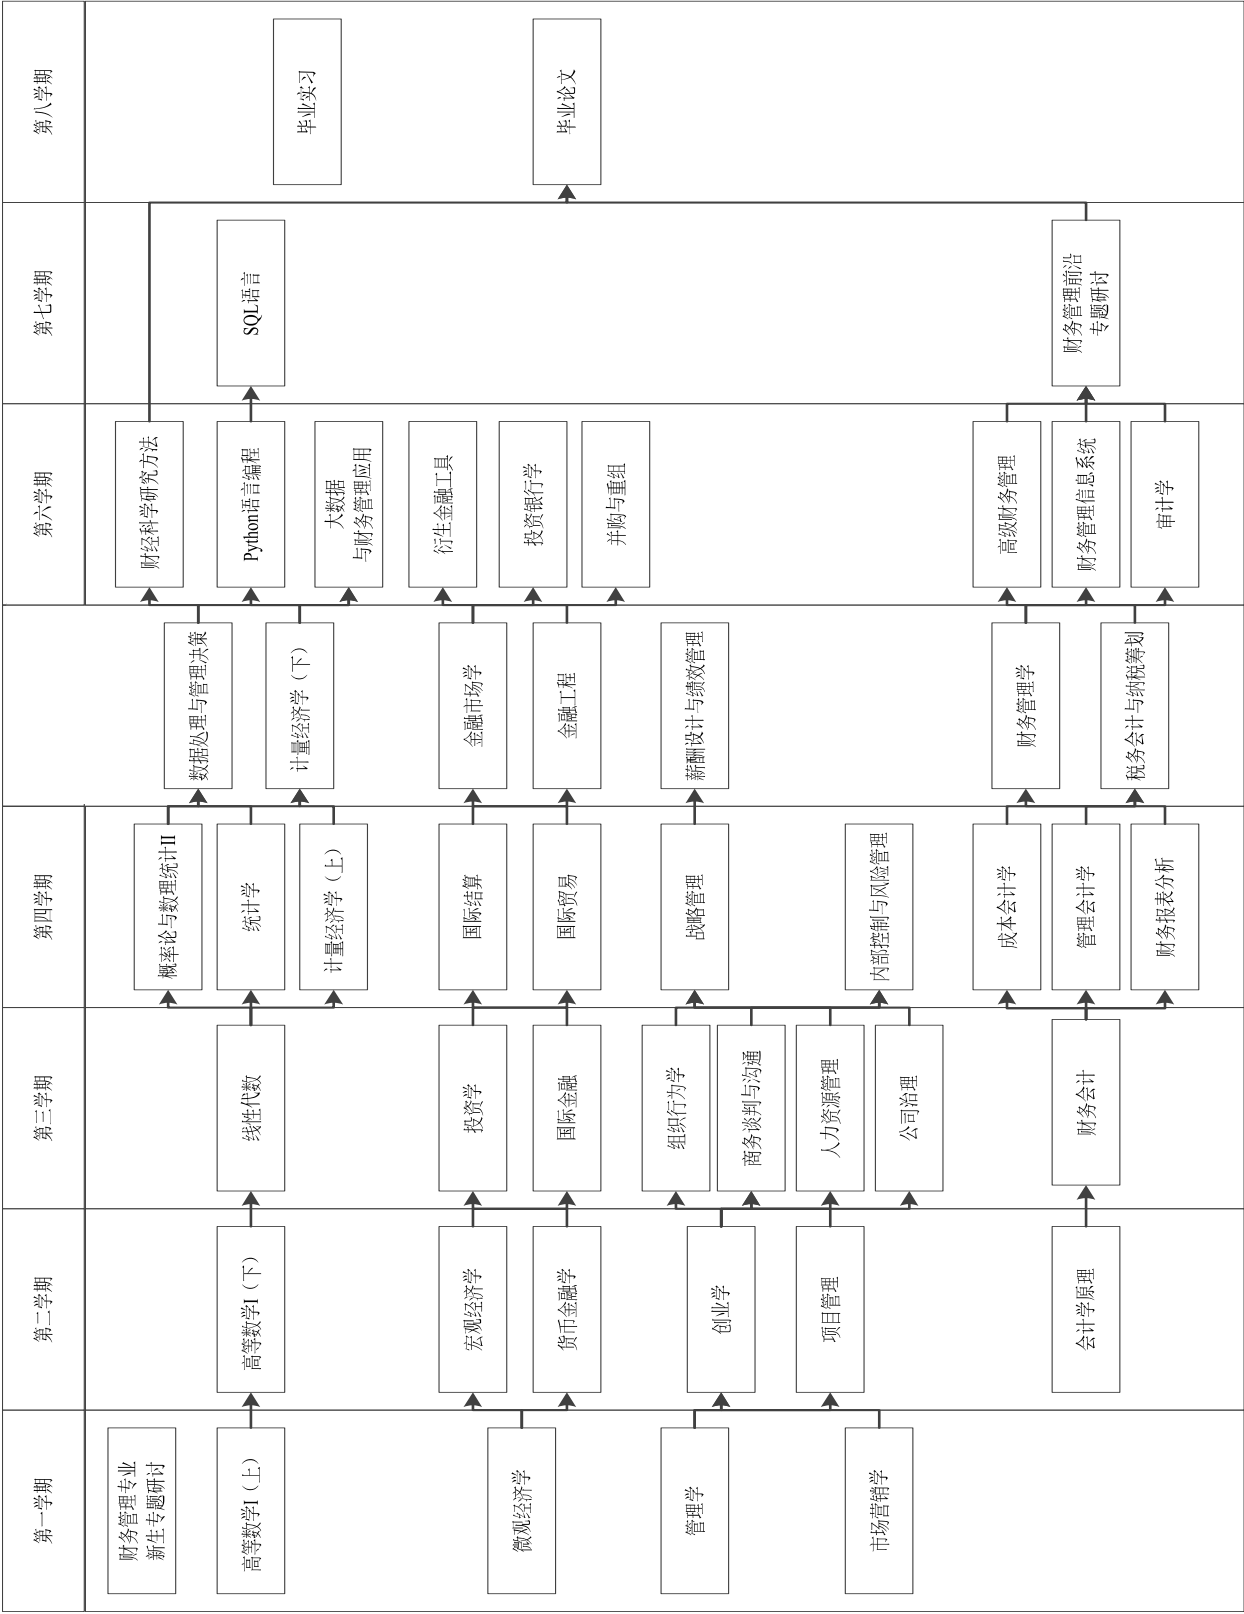 第一学期
财务管理专业
新生专题研讨
高等数学I（上）
微观经济学
管理学
市场营销学
第二学期
高等数学I（下）
宏观经济学
货币金融学
创业学
项目管理
会计学原理
第三学期
线性代数
投资学
国际金融
组织行为学
商务谈判与沟通
人力资源管理
公司治理
财务会计
第四学期
概率论与数理统计II
统计学
计量经济学（上）
国际结算
国际贸易
战略管理
内部控制与风险管理
成本会计学
管理会计学
财务报表分析
数据处理与管理决策
计量经济学（下）
金融市场学
金融工程
薪酬设计与绩效管理
财务管理学
税务会计与纳税筹划
第六学期
财经科学研究方法
Python语言编程
大数据
与财务管理应用
衍生金融工具
投资银行学
并购与重组
高级财务管理
财务管理信息系统
审计学
第七学期
SQL语言
财务管理前沿
专题研讨
第八学期
毕业实习
毕业论文